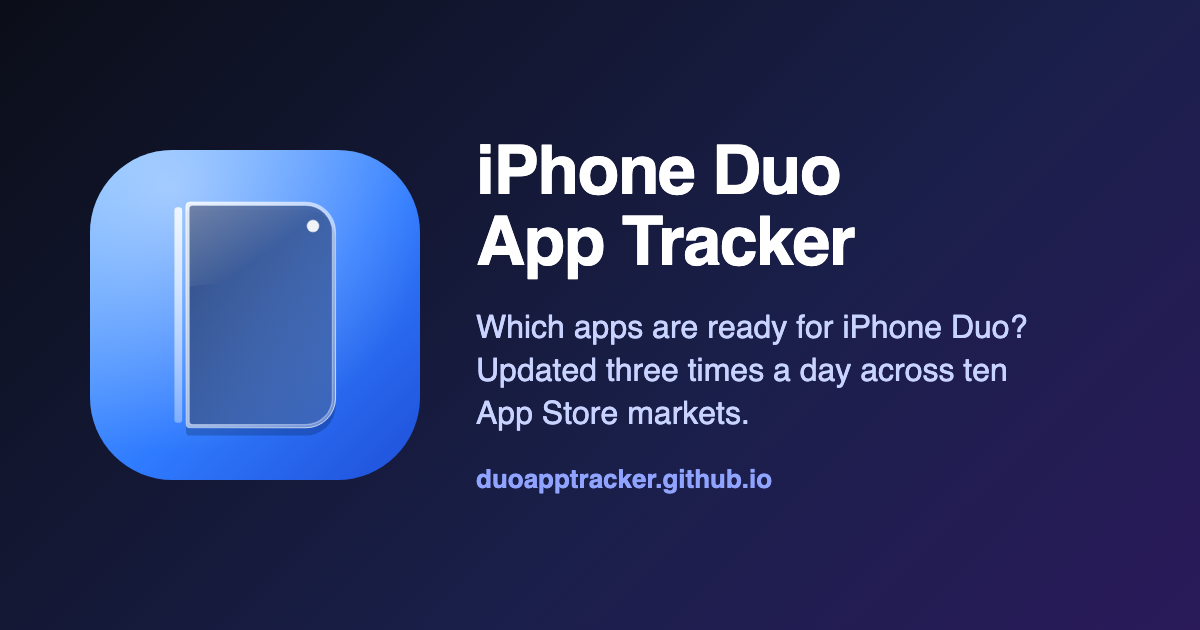 iPhone Duo
App Tracker
Which apps are ready for iPhone Duo?
Updated three times a day across ten
App Store markets.
duoapptracker.github.io